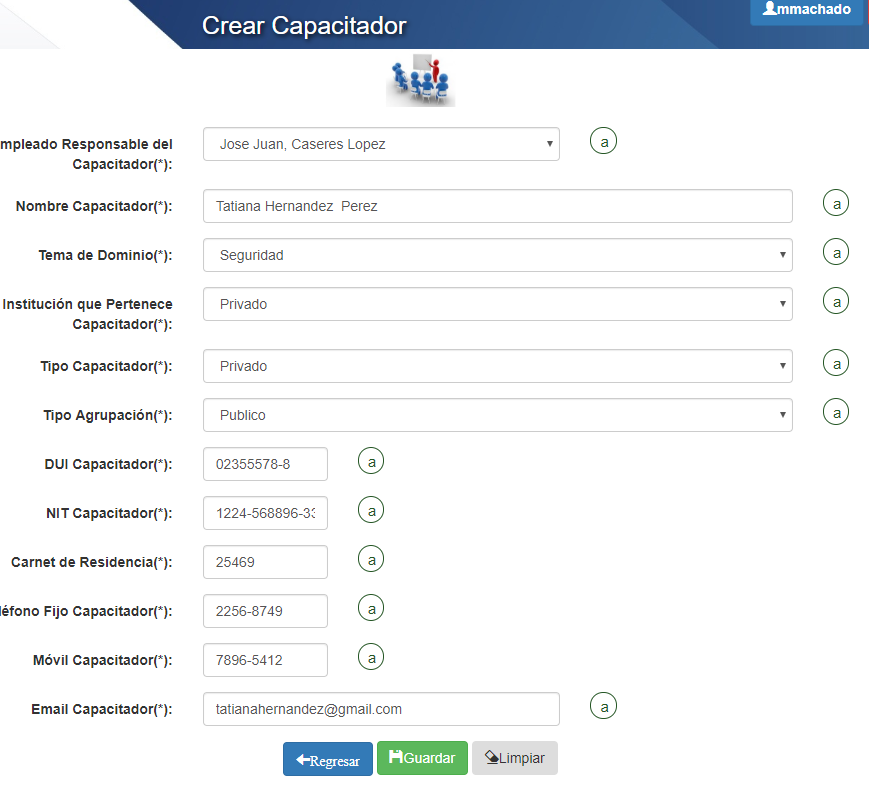 Crear Capacitador
mmachado
mpleado Responsable del
Capacitador(*):
Jose Juan, Caseres Lopez
a
Nombre Capacitador(*):
Tatiana Hernandez  Perez
a
Tema de Dominio(*):
Seguridad
a
Institución que Pertenece
Capacitador(*):
Privado
a
Tipo Capacitador(*):
Privado
a
Tipo Agrupación(*):
Publico
a
DUI Capacitador(*):
02355578-8
a
NIT Capacitador(*):
1224-568896-33
a
Carnet de Residencia(*):
25469
a
léfono Fijo Capacitador(*):
2256-8749
a
Móvil Capacitador(*):
7896-5412
a
Email Capacitador(*):
tatianahernandez@gmail.com
a
Regresar
Guardar
Limpiar